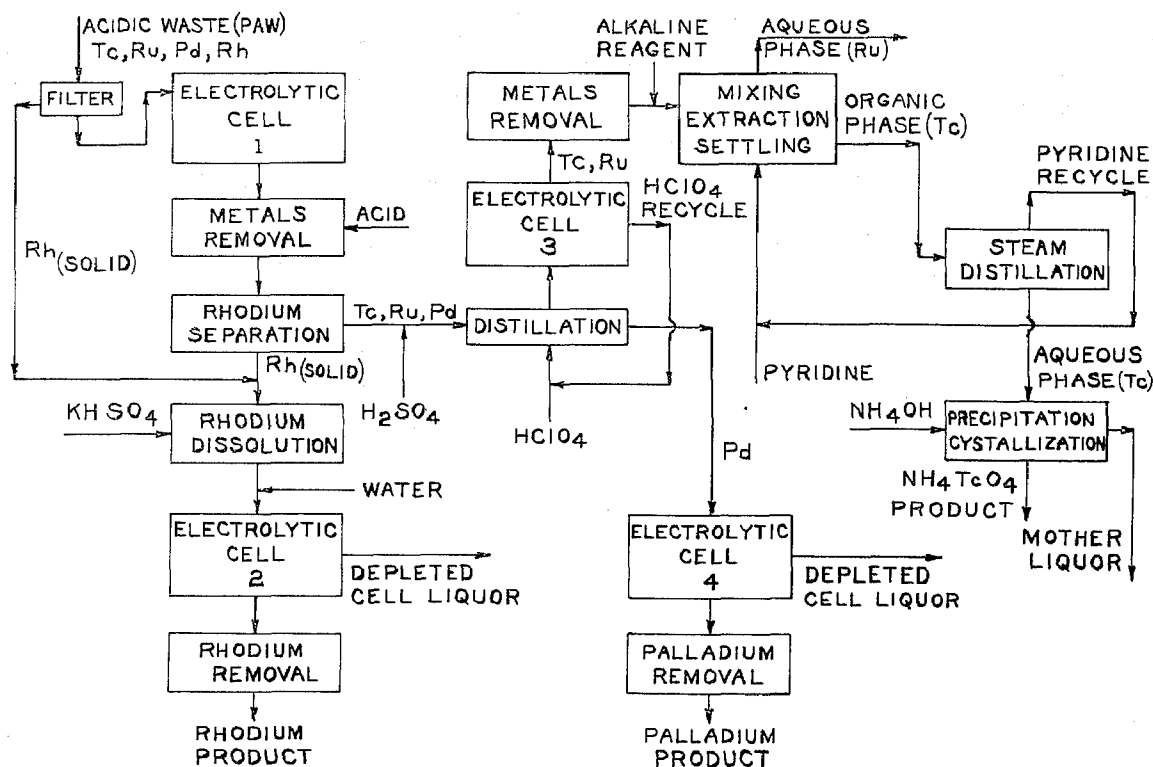 ACIDIC WASTE(PAW)
Tc, Ru, Pd, Rh
FILTER
ELECTROLYTIC
CELL
1
METALS
REMOVAL
ACID
Rh(SOLID)
RHODIUM
SEPARATION
Tc, Ru, Pd
Rh(SOLID)
H2SO4
KHSO4
RHODIUM
DISSOLUTION
WATER
ELECTROLYTIC
CELL
2
DEPLETED
CELL LIQUOR
RHODIUM
REMOVAL
RHODIUM
PRODUCT
ALKALINE
REAGENT
METALS
REMOVAL
Tc, Ru
ELECTROLYTIC
CELL
3
HClO4
RECYCLE
DISTILLATION
HClO4
Pd
ELECTROLYTIC
CELL
4
DEPLETED
CELL LIQUOR
PALLADIUM
REMOVAL
PALLADIUM
PRODUCT
AQUEOUS
PHASE(Ru)
MIXING
EXTRACTION
SETTLING
ORGANIC
PHASE(Tc)
PYRIDINE
RECYCLE
STEAM
DISTILLATION
PYRIDINE
AQUEOUS
PHASE(Tc)
NH4OH
PRECIPITATION
CYSTALLIZATION
NH4TcO4
PRODUCT
MOTHER
LIQUOR